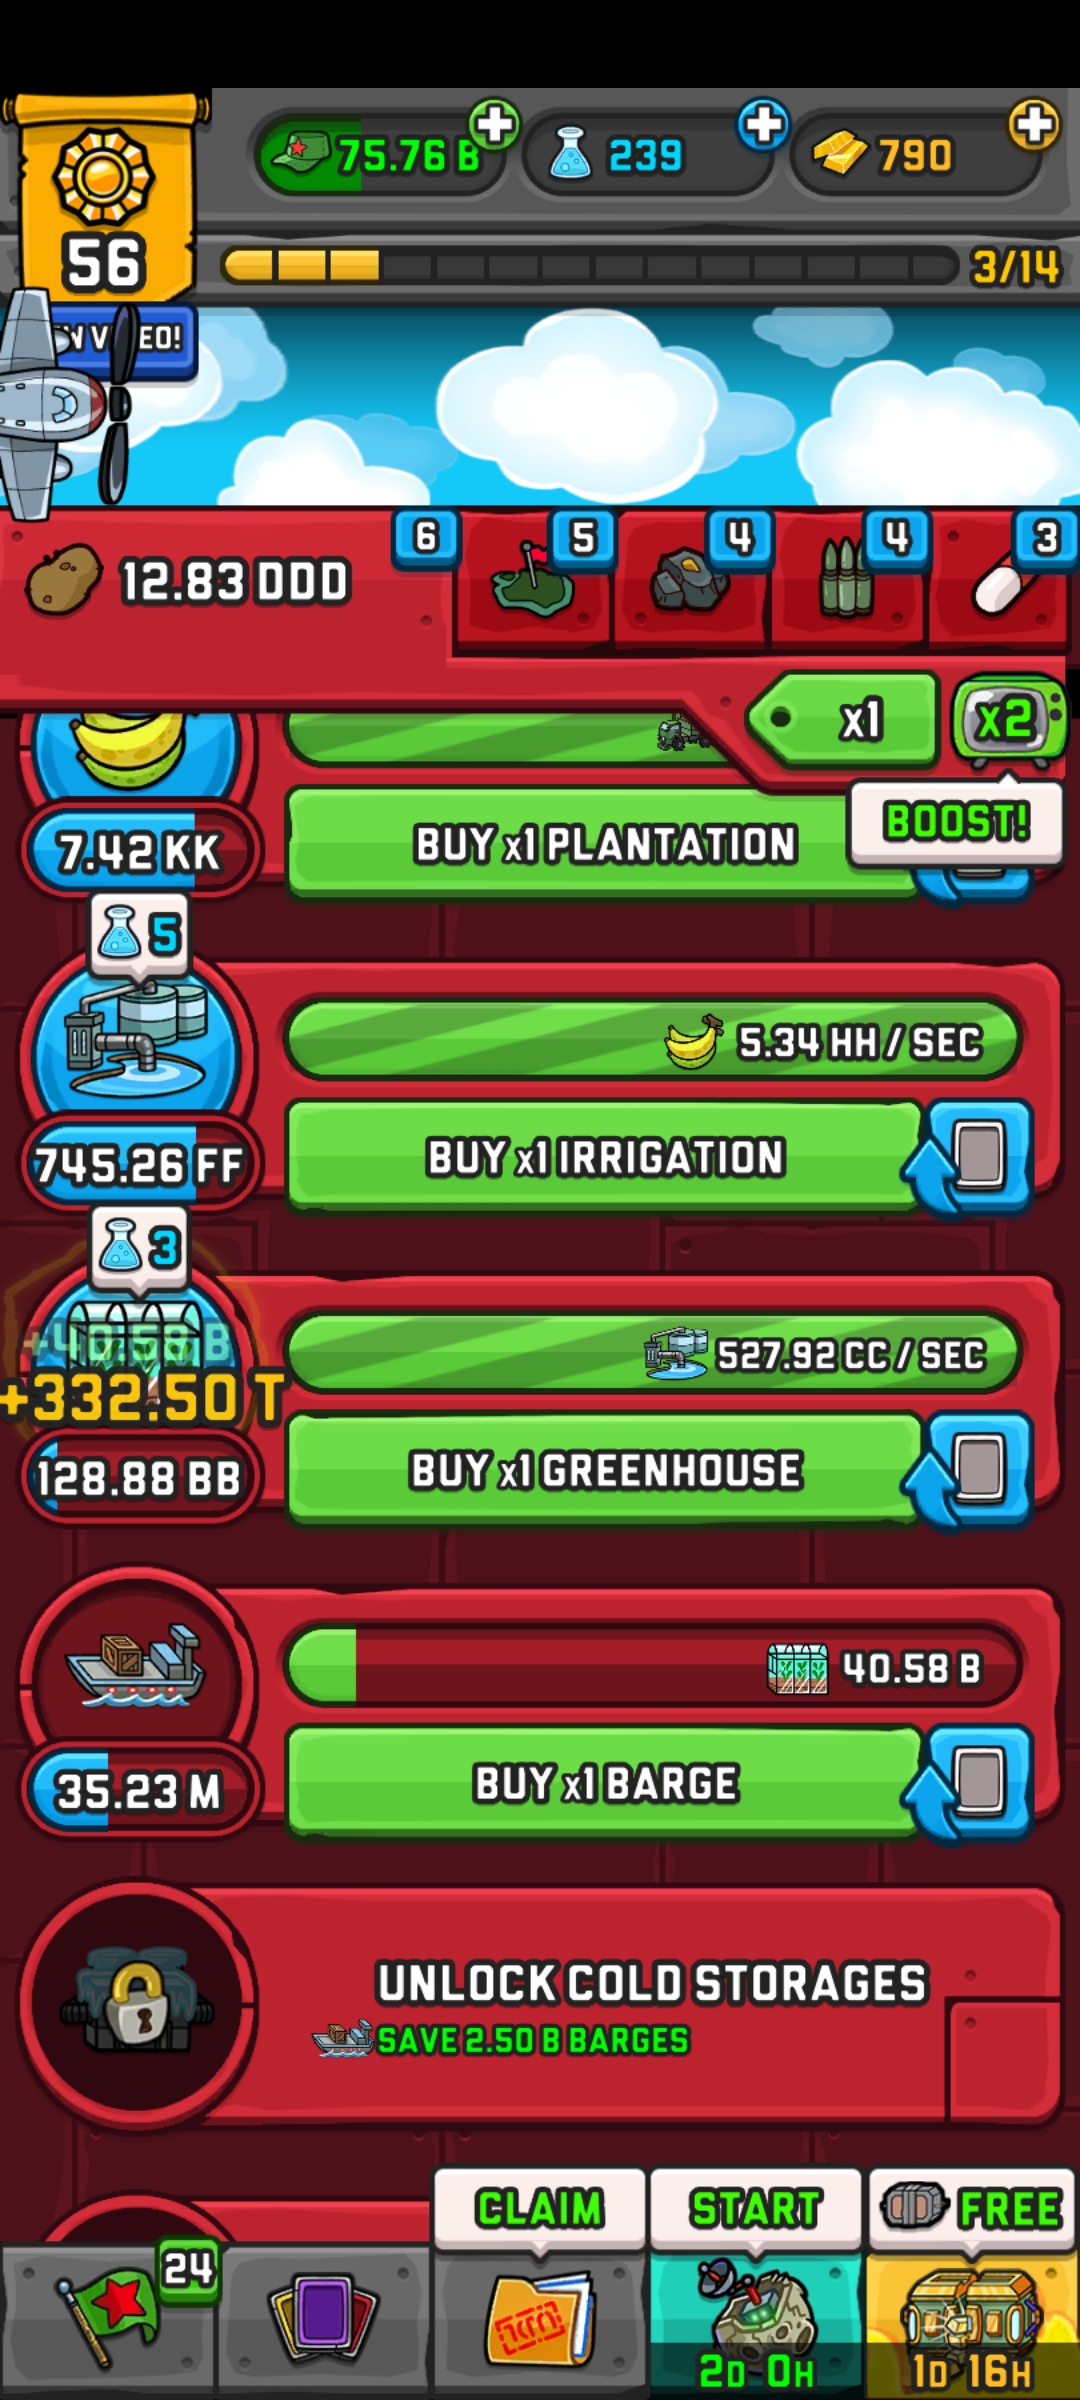 75.76 B
239
790
56
3/14
EO!
12.83 DDD
6
5
4
4
3
x1
x2
BOOST!
7.42 KK
BUY x1 PLANTATION
5
5.34 HH / SEC
745.26 FF
BUY x1 IRRIGATION
3
527.92 CC / SEC
+40.58 B
+332.50 T
128.88 BB
BUY x1 GREENHOUSE
40.58 B
35.23 M
BUY x1 BARGE
UNLOCK COLD STORAGES
SAVE 2.50 B BARGES
CLAIM
START
FREE
24
2D 0H
1D 16H